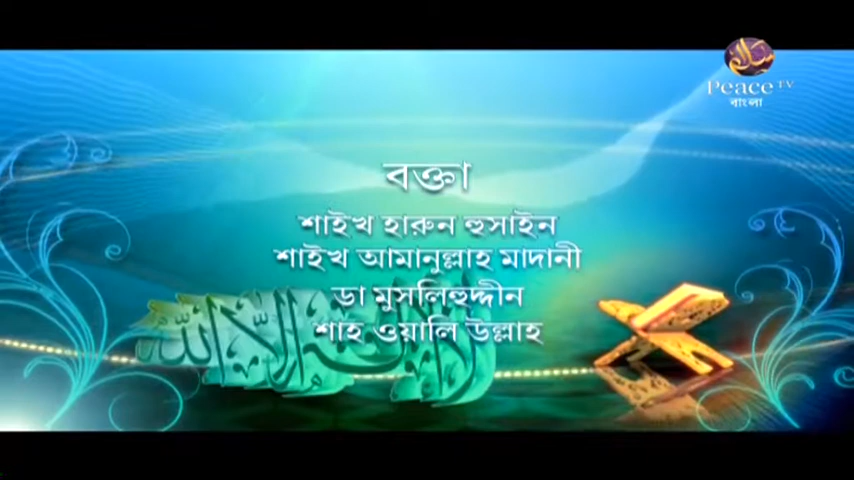 Peace TV
বাংলা
বক্তা
শাইখ হারুন হুসাইন
শাইখ আমানুল্লাহ মাদানী
ডা মুসলিহুদ্দীন
শাহ ওয়ালি উল্লাহ